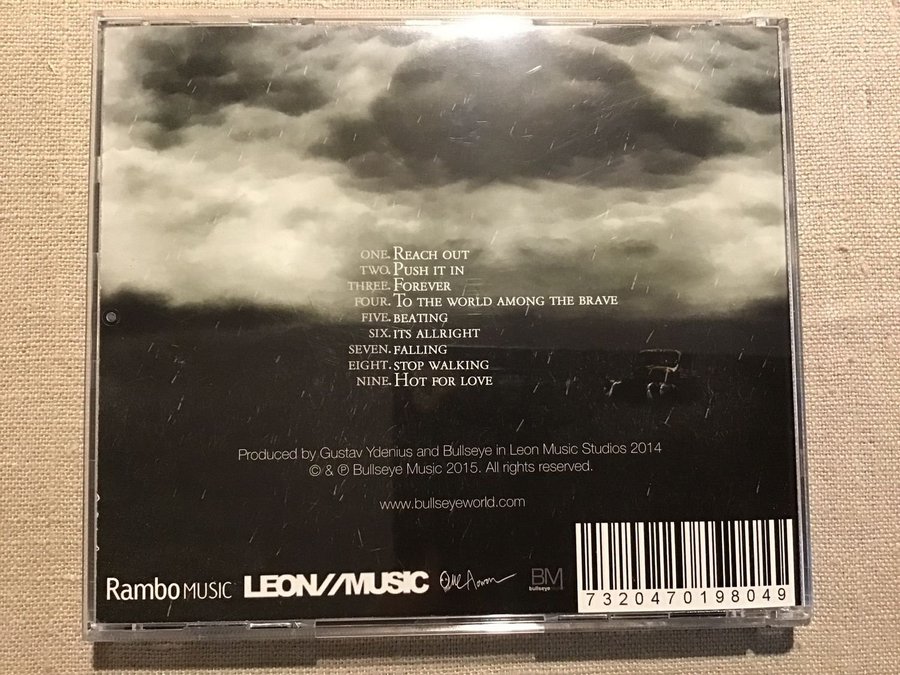 ONE. REACH OUT
TWO. PUSH IT IN
THREE. FOREVER
FOUR. TO THE WORLD AMONG THE BRAVE
FIVE. BEATING
SIX. ITS ALLRIGHT
SEVEN. FALLING
EIGHT. STOP WALKING
NINE. HOT FOR LOVE
Produced by Gustav Ydenius and Bullseye in Leon Music Studios 2014
© & ℗ Bullseye Music 2015. All rights reserved.
www.bullseyeworld.com
Rambo MUSIC LEON//MUSIC BM
bullseye
7320470198049